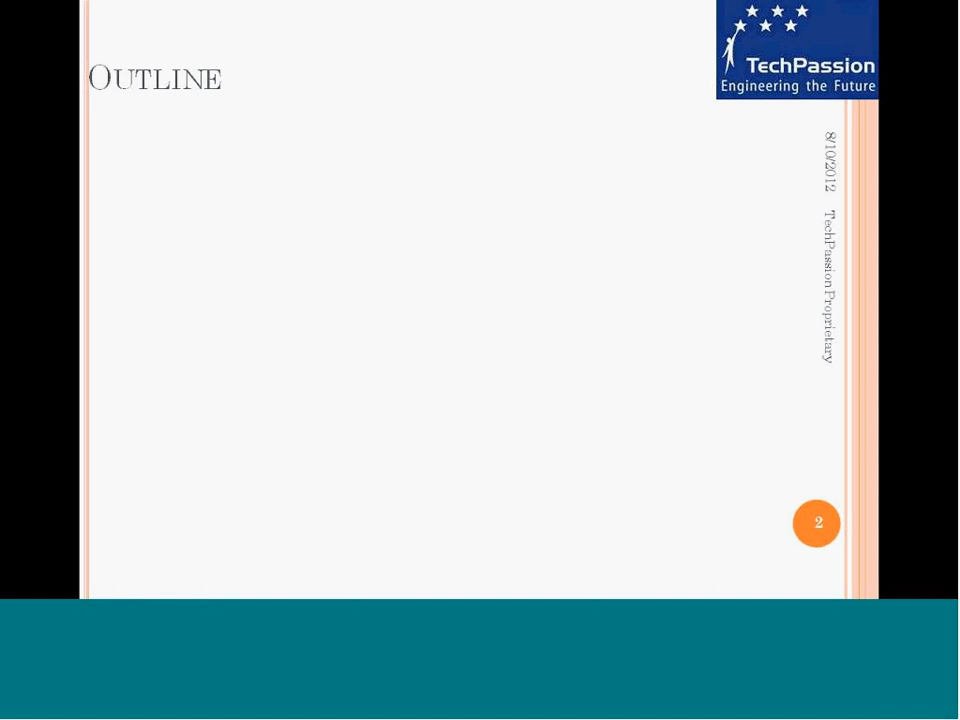 OUTLINE
TechPassion
Engineering the Future
8/10/2012 TechPassion Proprietary
2